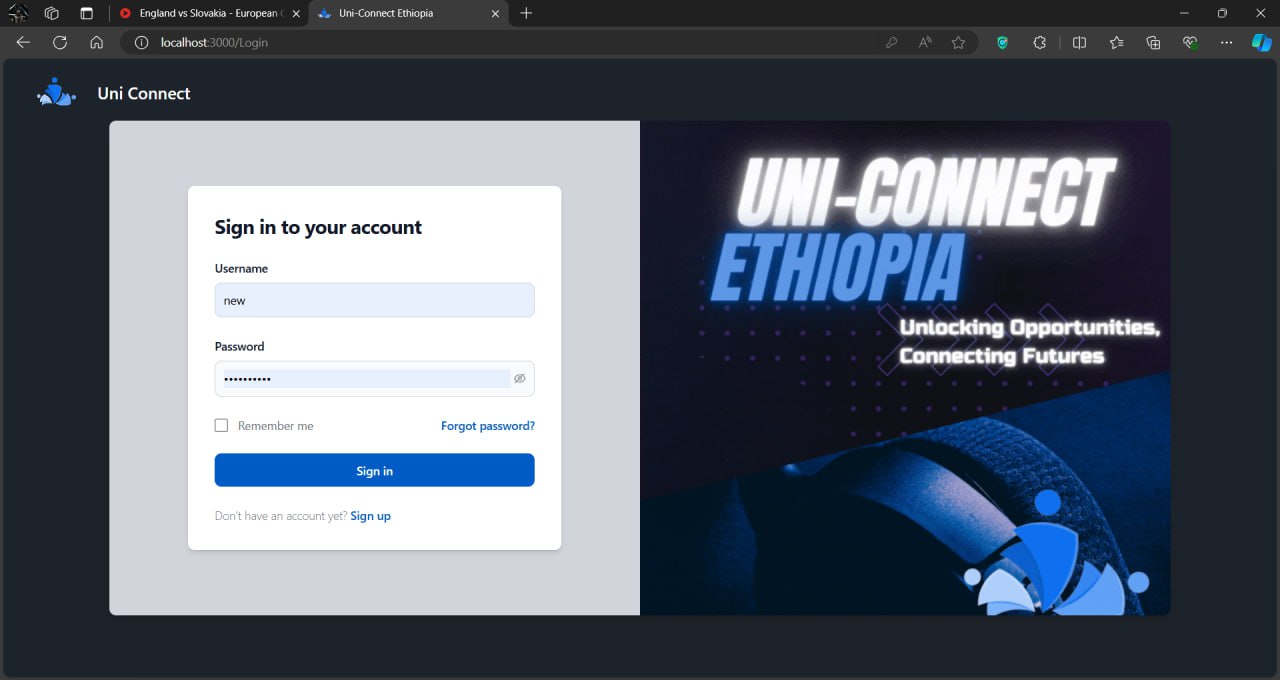 England vs Slovakia - European C
Uni-Connect Ethiopia
localhost:3000/Login
Uni Connect
Sign in to your account
Username
new
Password
••••••••••
Remember me
Forgot password?
Sign in
Don't have an account yet? Sign up
UNI-CONNECT
ETHIOPIA
Unlocking Opportunities,
Connecting Futures